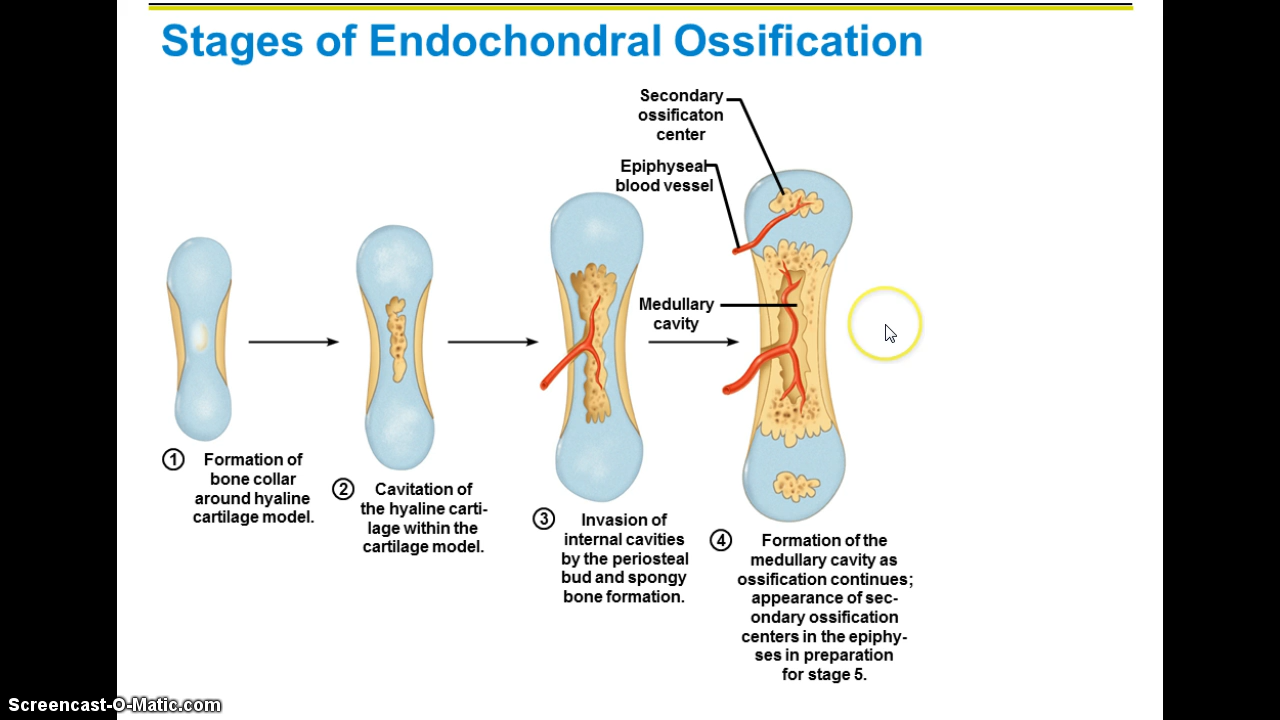 Stages of Endochondral Ossification
Secondary
ossificaton
center
Epiphyseal
blood vessel
Medullary
cavity
1 Formation of
bone collar
around hyaline
cartilage model.
2 Cavitation of
the hyaline carti-
lage within the
cartilage model.
3 Invasion of
internal cavities
by the periosteal
bud and spongy
bone formation.
4 Formation of the
medullary cavity as
ossification continues;
appearance of sec-
ondary ossification
centers in the epiphy-
ses in preparation
for stage 5.
Screencast-O-Matic.com